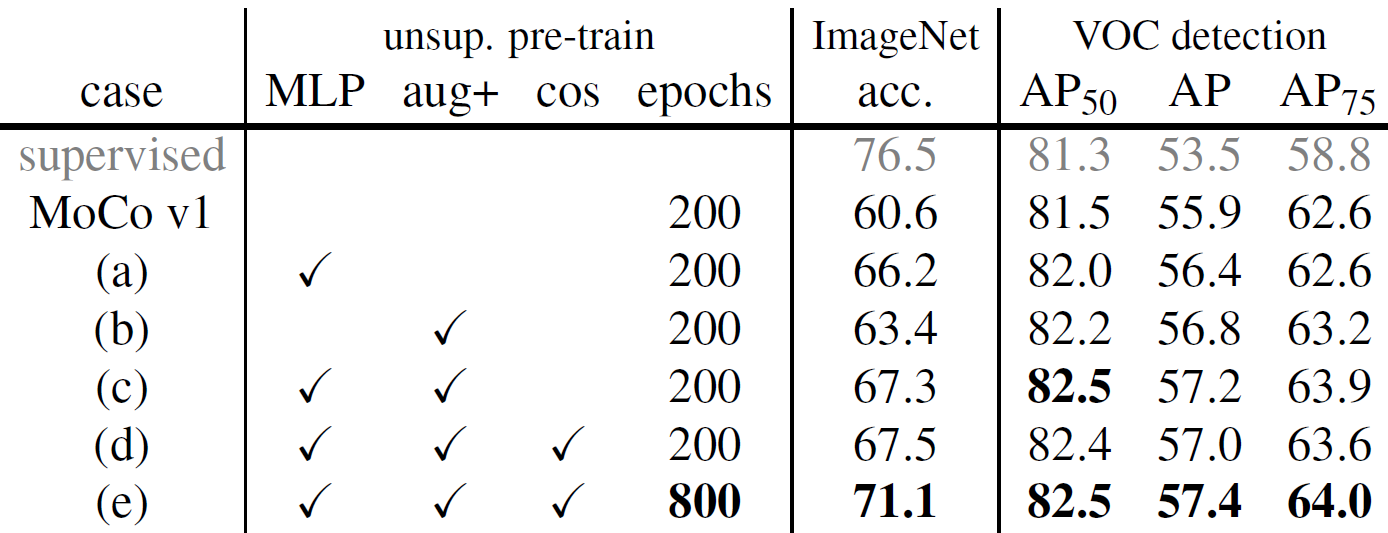 unsup. pre-train ImageNet VOC detection
case MLP aug+ cos epochs acc. AP50 AP AP75
supervised 76.5 81.3 53.5 58.8
MoCo v1 200 60.6 81.5 55.9 62.6
(a) ✓ 200 66.2 82.0 56.4 62.6
(b) ✓ 200 63.4 82.2 56.8 63.2
(c) ✓ ✓ 200 67.3 82.5 57.2 63.9
(d) ✓ ✓ ✓ 200 67.5 82.4 57.0 63.6
(e) ✓ ✓ ✓ 800 71.1 82.5 57.4 64.0